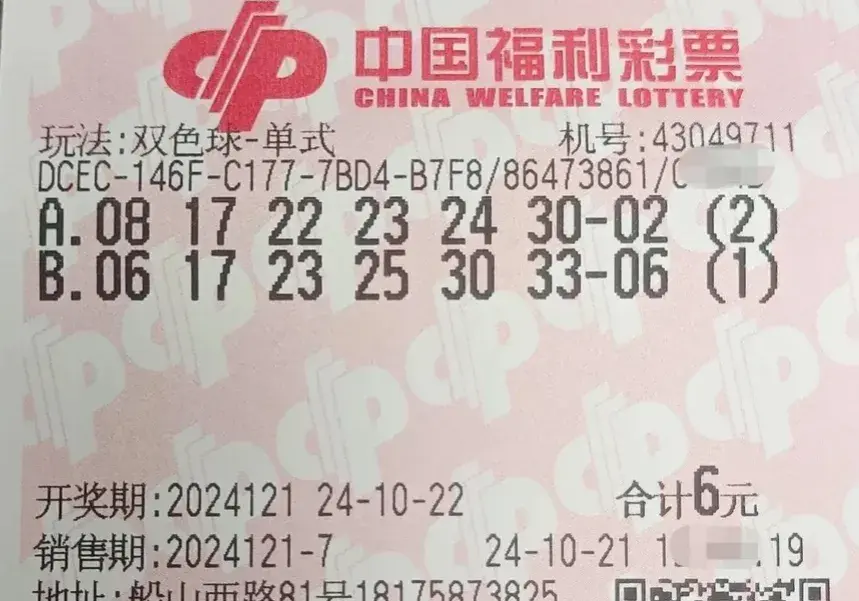 中国福利彩票
CHINA WELFARE LOTTERY
玩法:双色球-单式 机号:43049711
DCEC-146F-C177-7BD4-B7F8/86473861/
A.08 17 22 23 24 30-02 (2)
B.06 17 23 25 30 33-06 (1)
开奖期:2024121 24-10-22 合计6元
销售期:2024121-7 24-10-21 19
地址:船山西路81号18175873825